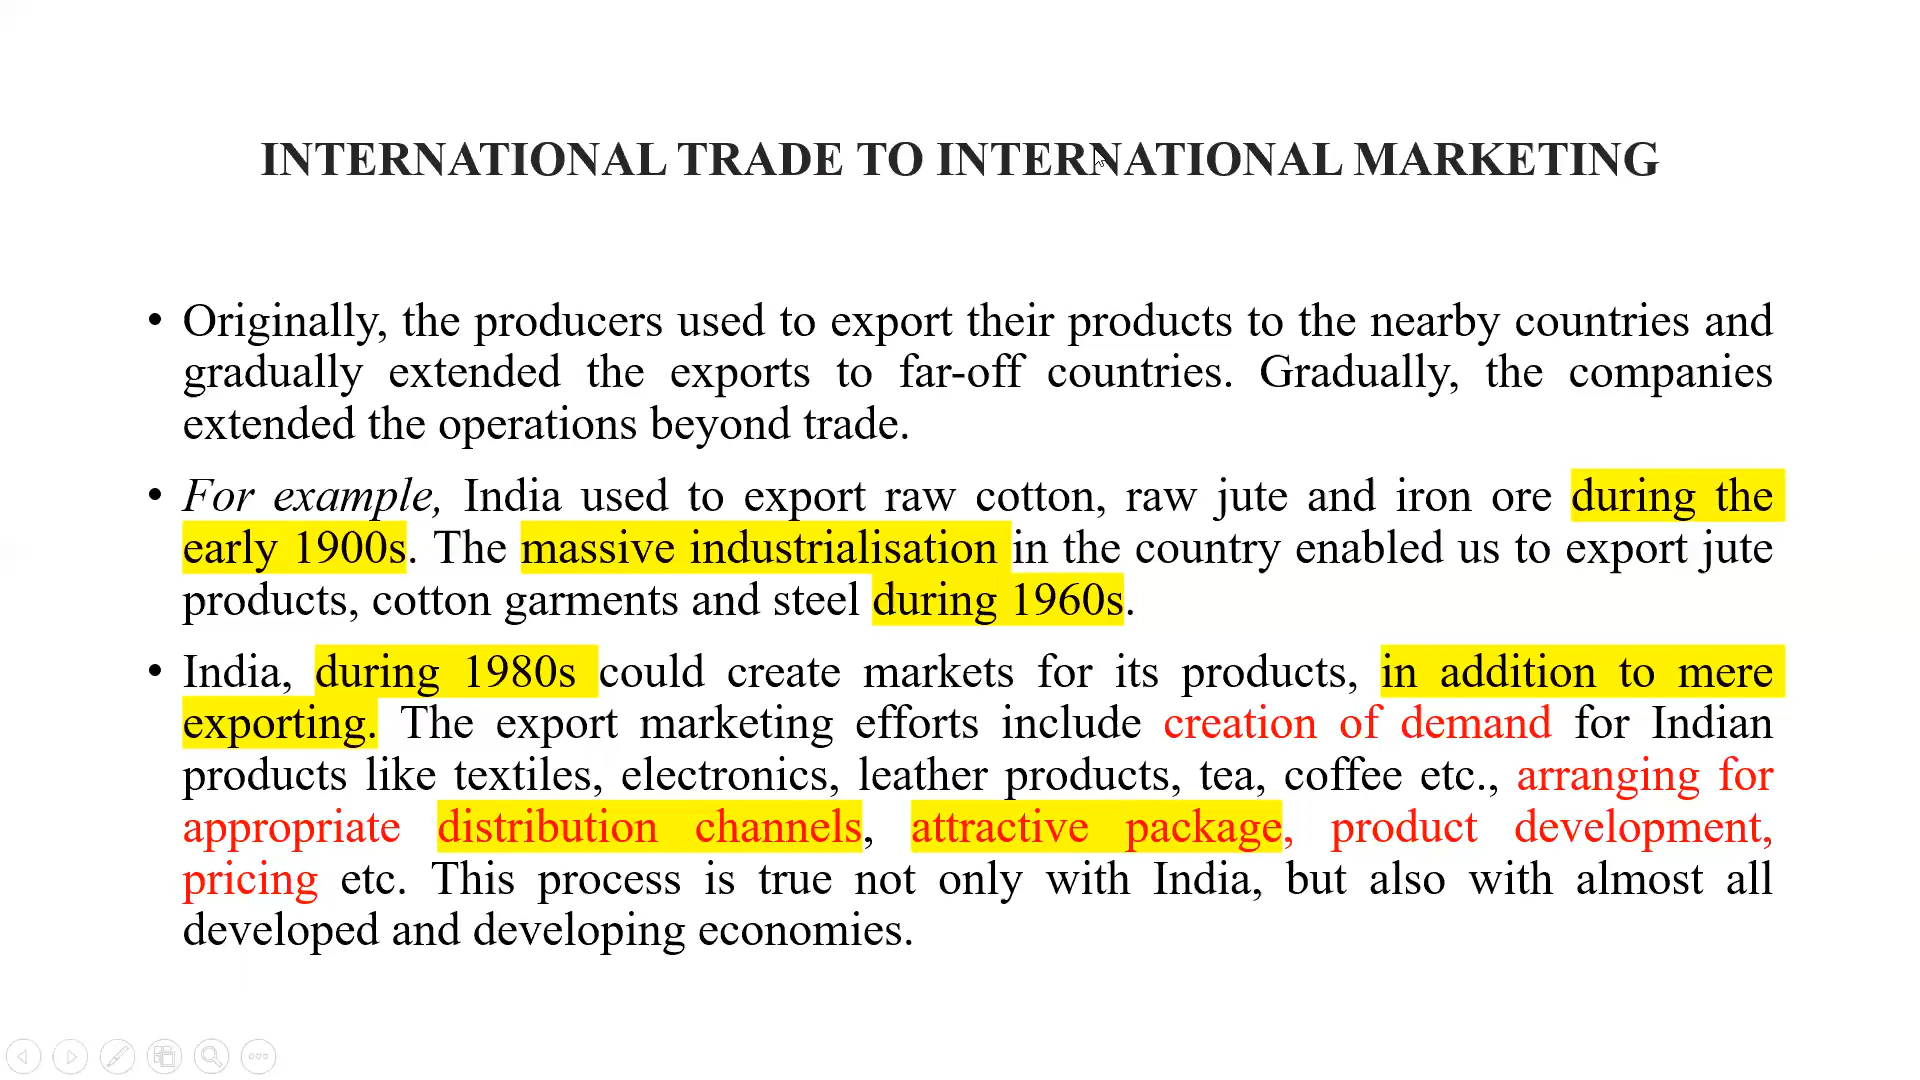 INTERNATIONAL TRADE TO INTERNATIONAL MARKETING
• Originally, the producers used to export their products to the nearby countries and
gradually extended the exports to far-off countries. Gradually, the companies
extended the operations beyond trade.
• For example, India used to export raw cotton, raw jute and iron ore during the
early 1900s. The massive industrialisation in the country enabled us to export jute
products, cotton garments and steel during 1960s.
• India, during 1980s could create markets for its products, in addition to mere
exporting. The export marketing efforts include creation of demand for Indian
products like textiles, electronics, leather products, tea, coffee etc., arranging for
appropriate distribution channels, attractive package, product development,
pricing etc. This process is true not only with India, but also with almost all
developed and developing economies.